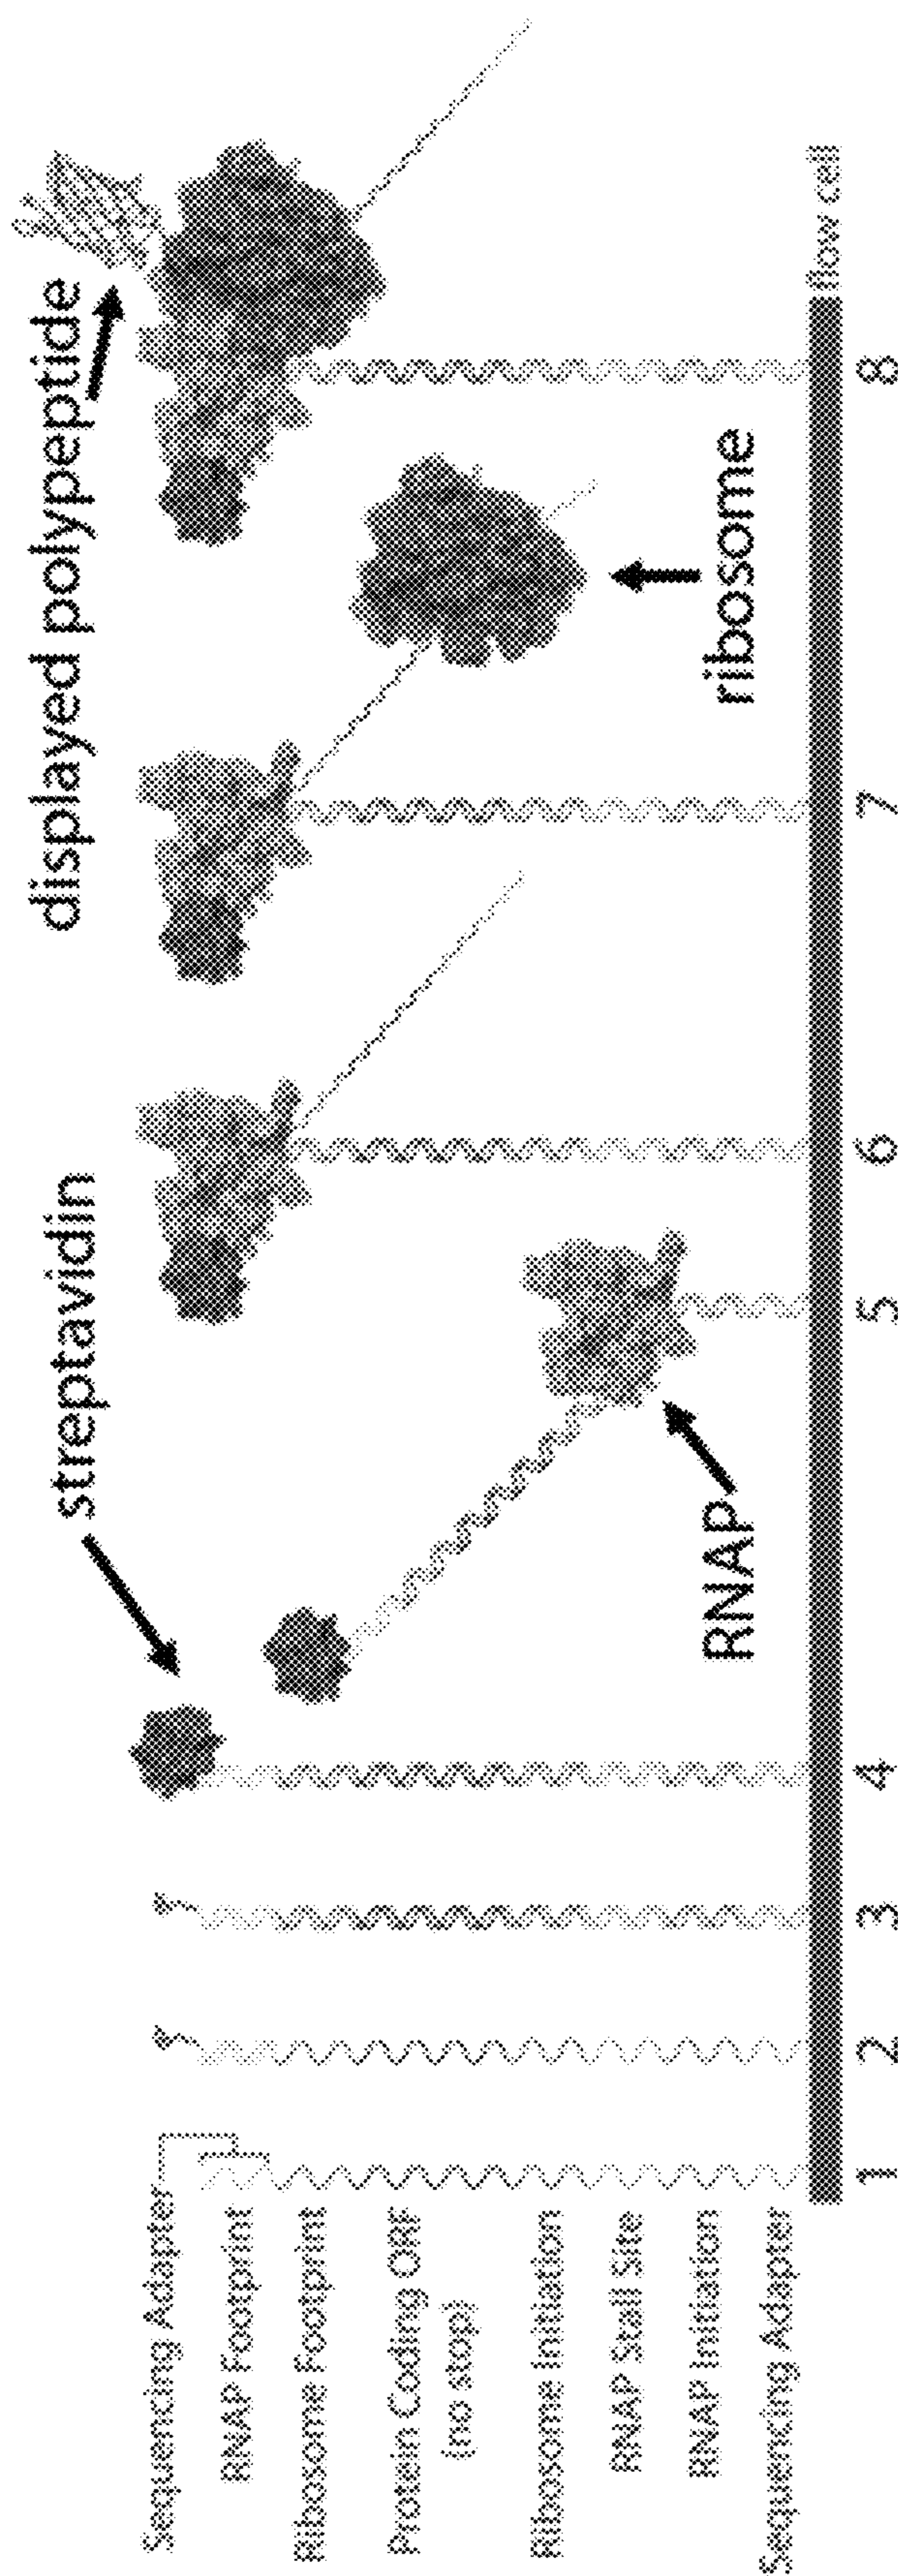 streptavidin
displayed polypeptide
Sequencing Adapter
RNAP Footprint
Ribosome Footprint
Protein Coding ORF
(no stop)
Ribosome Initiation
RNAP Stall Site
RNAP Initiation
Sequencing Adapter
RNAP
ribosome
flow cell
1 2 3 4 5 6 7 8